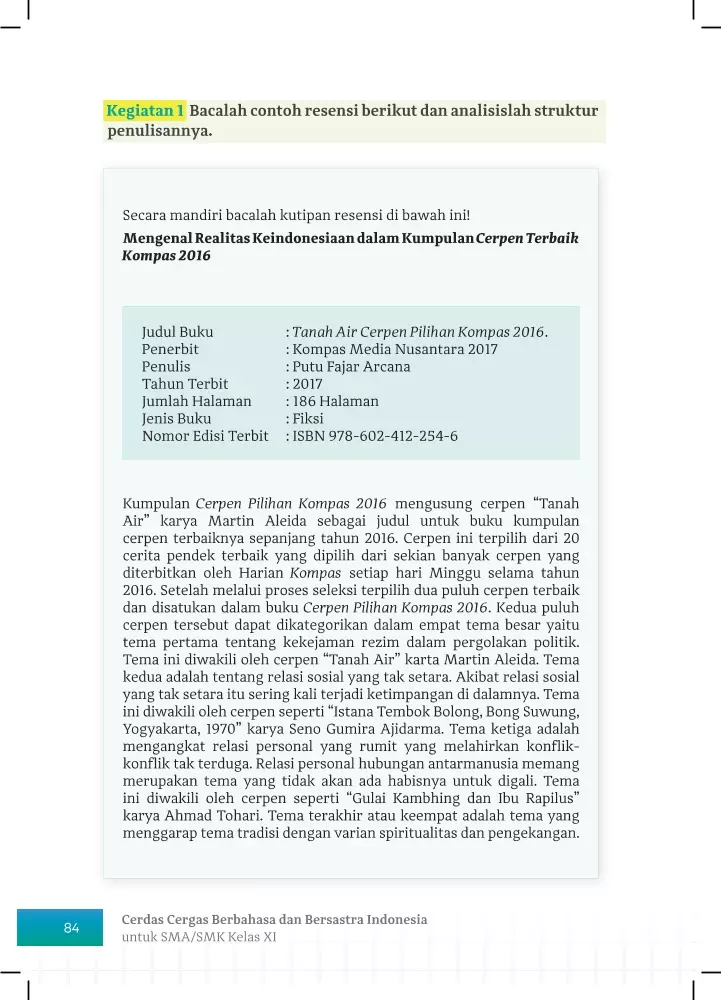 Kegiatan 1 Bacalah contoh resensi berikut dan analisislah struktur
penulisannya.
Secara mandiri bacalah kutipan resensi di bawah ini!
Mengenal Realitas Keindonesiaan dalam Kumpulan Cerpen Terbaik
Kompas 2016
Judul Buku : Tanah Air Cerpen Pilihan Kompas 2016.
Penerbit : Kompas Media Nusantara 2017
Penulis : Putu Fajar Arcana
Tahun Terbit : 2017
Jumlah Halaman : 186 Halaman
Jenis Buku : Fiksi
Nomor Edisi Terbit : ISBN 978-602-412-254-6
Kumpulan Cerpen Pilihan Kompas 2016 mengusung cerpen “Tanah
Air” karya Martin Aleida sebagai judul untuk buku kumpulan
cerpen terbaiknya sepanjang tahun 2016. Cerpen ini terpilih dari 20
cerita pendek terbaik yang dipilih dari sekian banyak cerpen yang
diterbitkan oleh Harian Kompas setiap hari Minggu selama tahun
2016. Setelah melalui proses seleksi terpilih dua puluh cerpen terbaik
dan disatukan dalam buku Cerpen Pilihan Kompas 2016. Kedua puluh
cerpen tersebut dapat dikategorikan dalam empat tema besar yaitu
tema pertama tentang kekejaman rezim dalam pergolakan politik.
Tema ini diwakili oleh cerpen “Tanah Air” karta Martin Aleida. Tema
kedua adalah tentang relasi sosial yang tak setara. Akibat relasi sosial
yang tak setara itu sering kali terjadi ketimpangan di dalamnya. Tema
ini diwakili oleh cerpen seperti “Istana Tembok Bolong, Bong Suwung,
Yogyakarta, 1970” karya Seno Gumira Ajidarma. Tema ketiga adalah
mengangkat relasi personal yang rumit yang melahirkan konflik-
konflik tak terduga. Relasi personal hubungan antarmanusia memang
merupakan tema yang tidak akan ada habisnya untuk digali. Tema
ini diwakili oleh cerpen seperti “Gulai Kambhing dan Ibu Rapilus”
karya Ahmad Tohari. Tema terakhir atau keempat adalah tema yang
menggarap tema tradisi dengan varian spiritualitas dan pengekangan.
84
Cerdas Cergas Berbahasa dan Bersastra Indonesia
untuk SMA/SMK Kelas XI